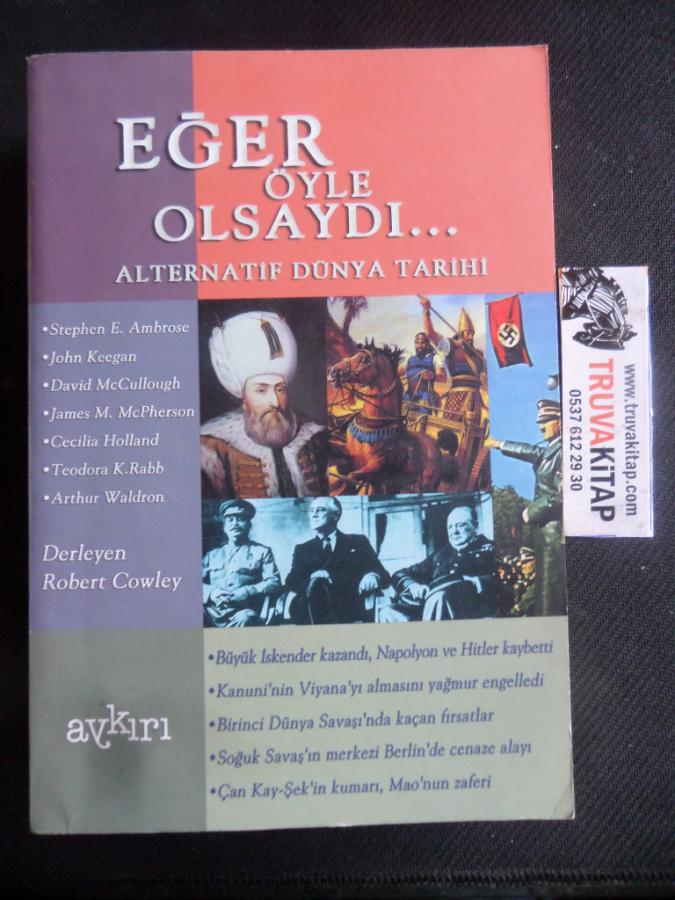 EĞER
ÖYLE
OLSAYDI...
ALTERNATİF DÜNYA TARİHİ
•Stephen E. Ambrose
•John Keegan
•David McCullough
•James M. McPherson
•Cecilia Holland
•Teodora K.Rabb
•Arthur Waldron
Derleyen
Robert Cowley
•Büyük İskender kazandı, Napolyon ve Hitler kaybetti
•Kanuni'nin Viyana'yı almasını yağmur engelledi
•Birinci Dünya Savaşı'nda kaçan fırsatlar
•Soğuk Savaş'ın merkezi Berlin'de cenaze alayı
•Çan Kay-Şek'in kumarı, Mao'nun zaferi
aykırı
www.truvakitap.com
TRUVAKİTAP
0537 612 29 30